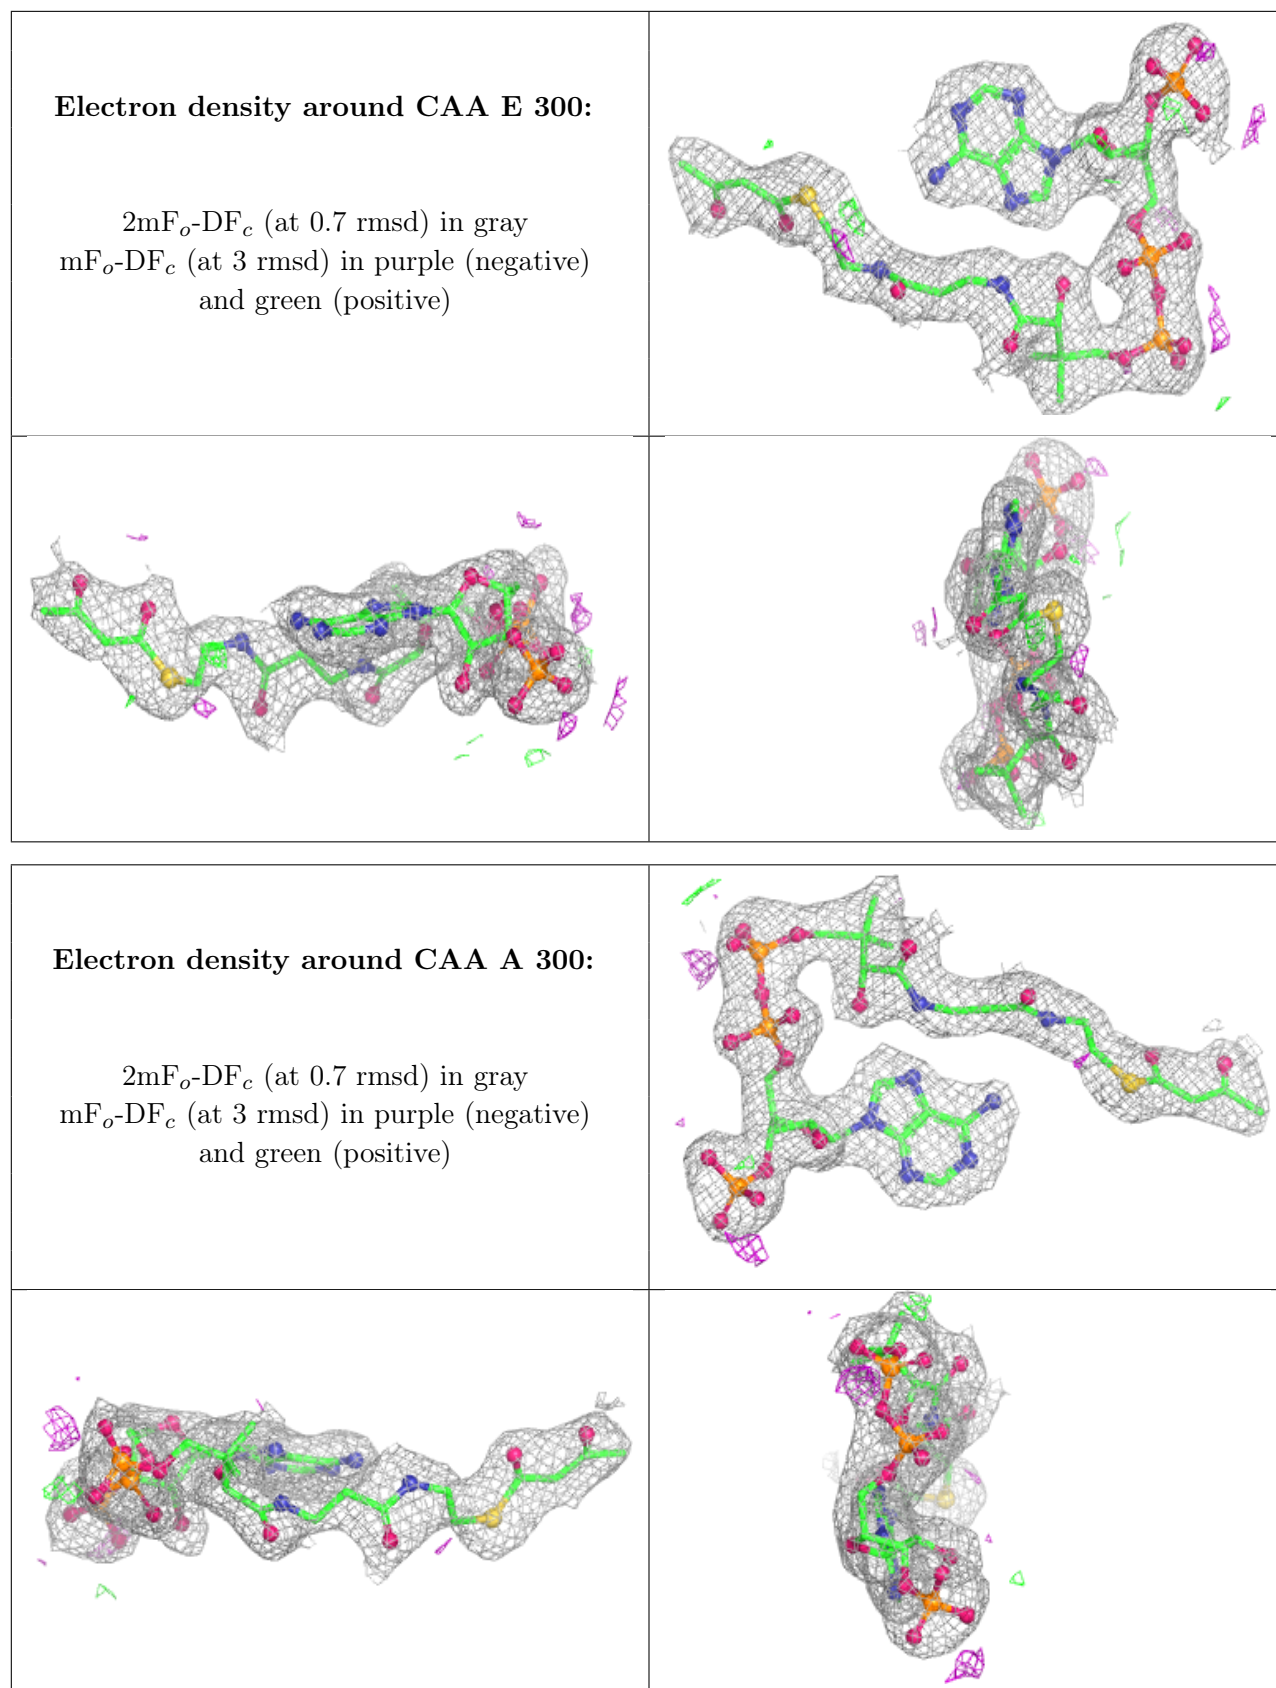 Electron density around CAA E 300:
2mFo-DFc (at 0.7 rmsd) in gray
mFo-DFc (at 3 rmsd) in purple (negative)
and green (positive)
Electron density around CAA A 300:
2mFo-DFc (at 0.7 rmsd) in gray
mFo-DFc (at 3 rmsd) in purple (negative)
and green (positive)